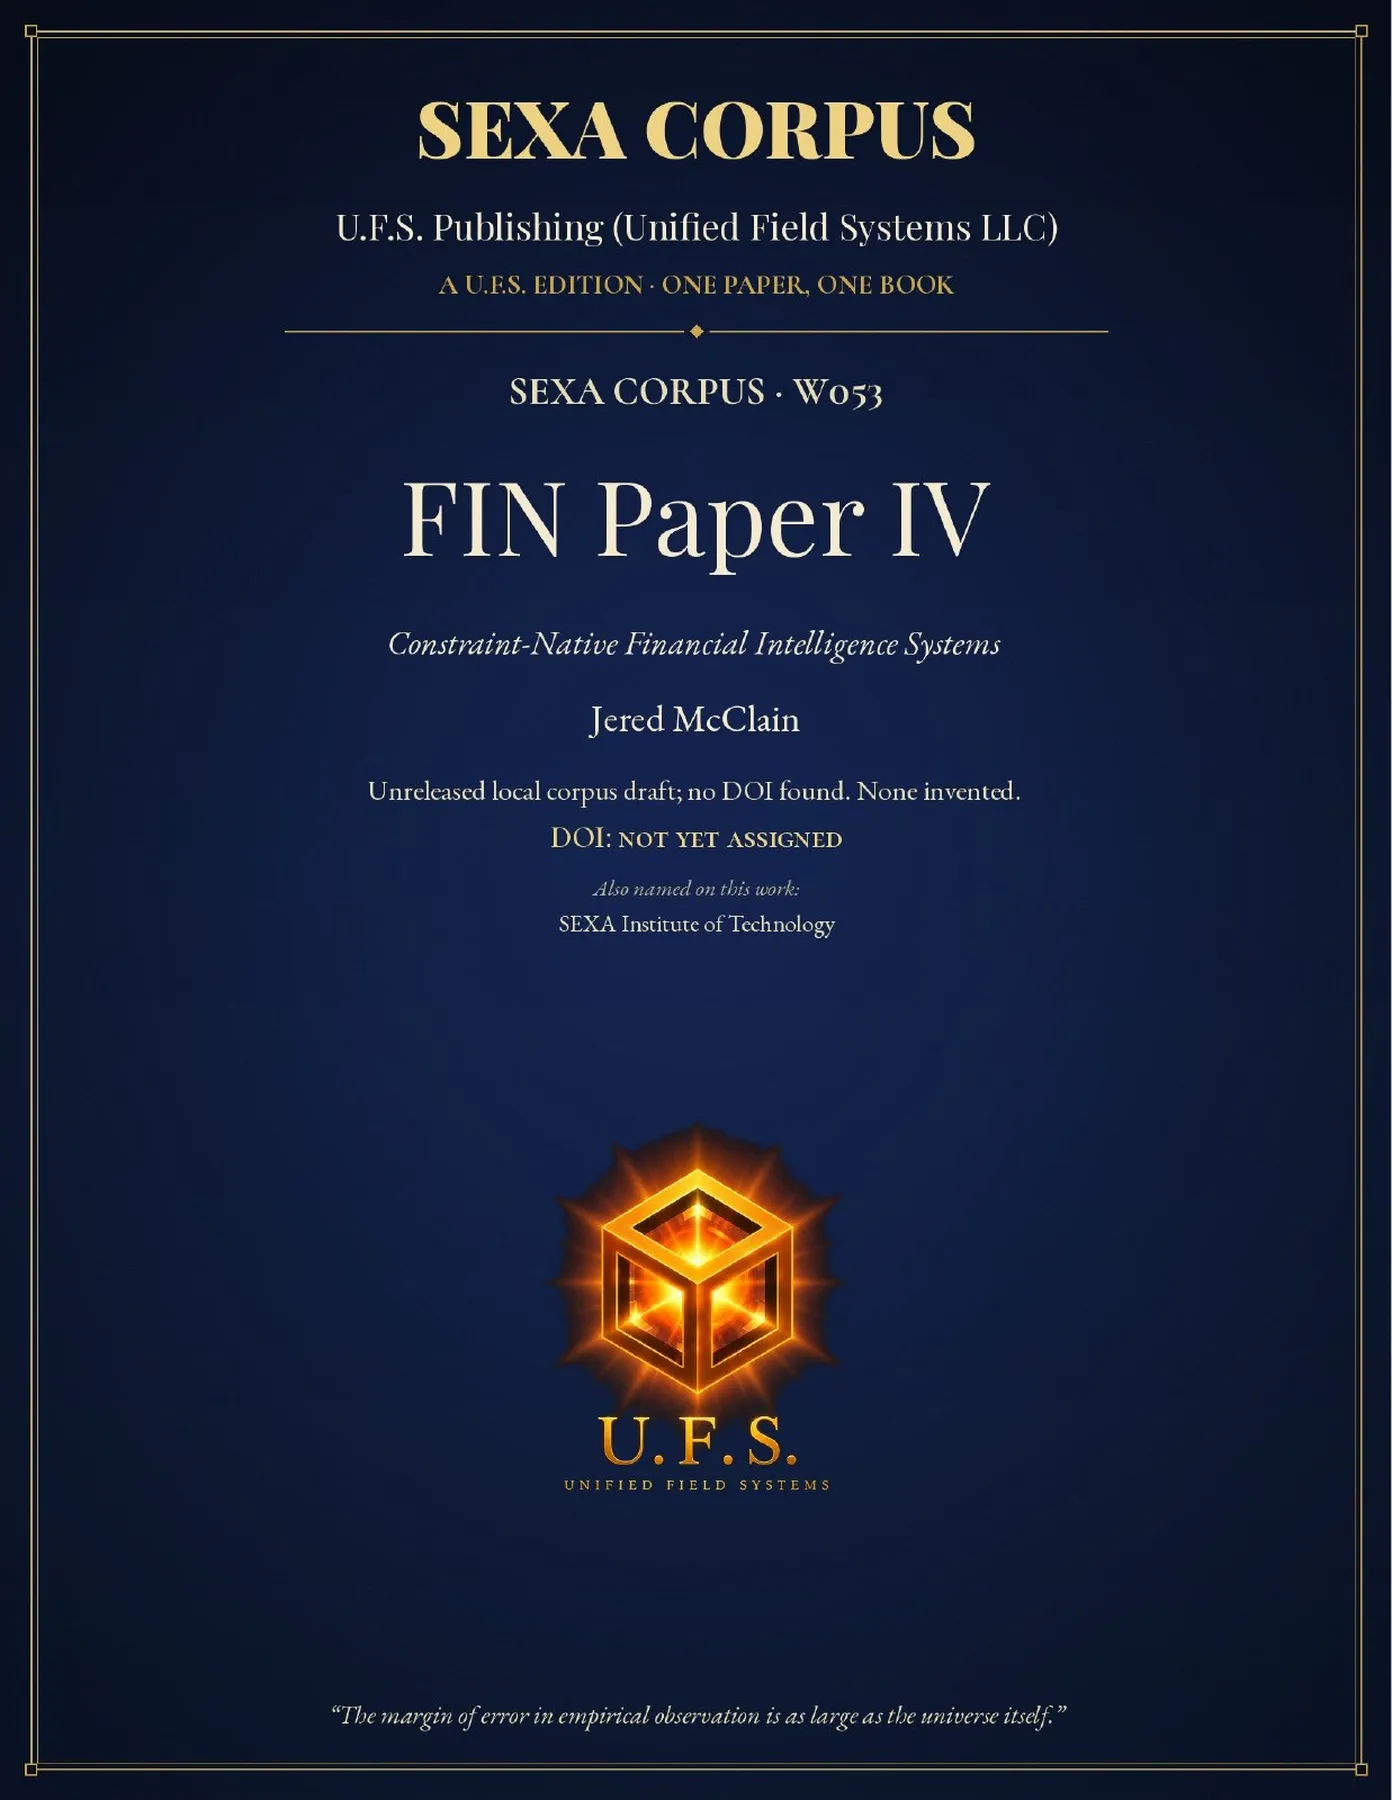 SEXA CORPUS
U.F.S. Publishing (Unified Field Systems LLC)
A U.F.S. EDITION · ONE PAPER, ONE BOOK
SEXA CORPUS · W053
FIN Paper IV
Constraint-Native Financial Intelligence Systems
Jered McClain
Unreleased local corpus draft; no DOI found. None invented.
DOI: NOT YET ASSIGNED
Also named on this work:
SEXA Institute of Technology
U.F.S.
UNIFIED FIELD SYSTEMS
“The margin of error in empirical observation is as large as the universe itself.”